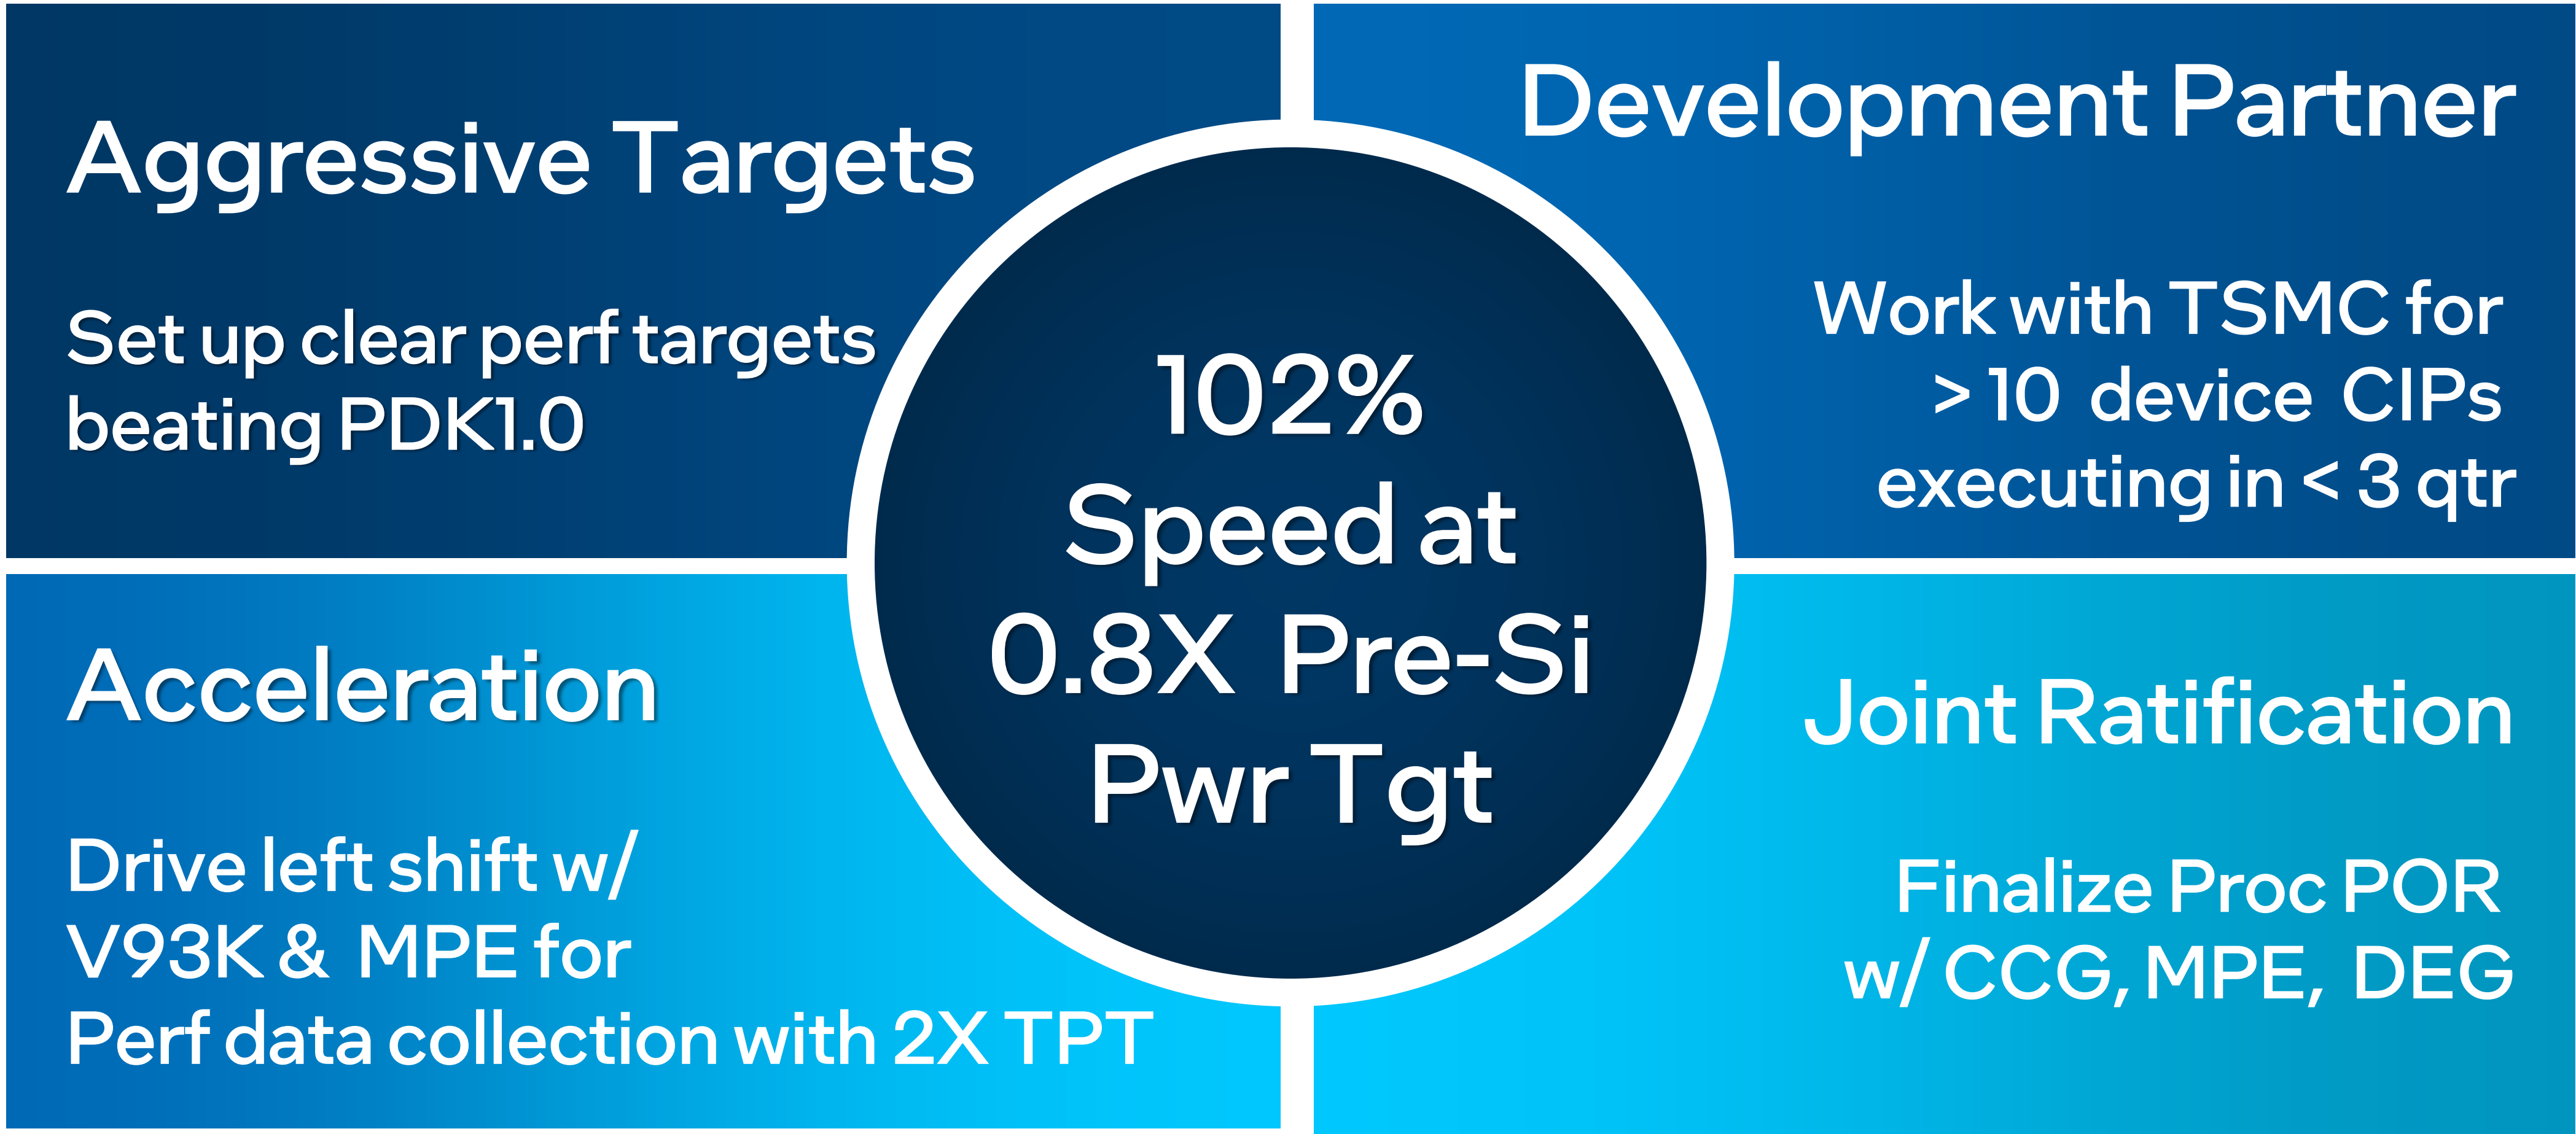 Aggressive Targets
Set up clear perf targets
beating PDK1.0
Development Partner
Work with TSMC for
> 10 device CIPs
executing in < 3 qtr
102%
Speed at
0.8X Pre-Si
Pwr Tgt
Acceleration
Drive left shift w/
V93K & MPE for
Perf data collection with 2X TPT
Joint Ratification
Finalize Proc POR
w/ CCG, MPE, DEG